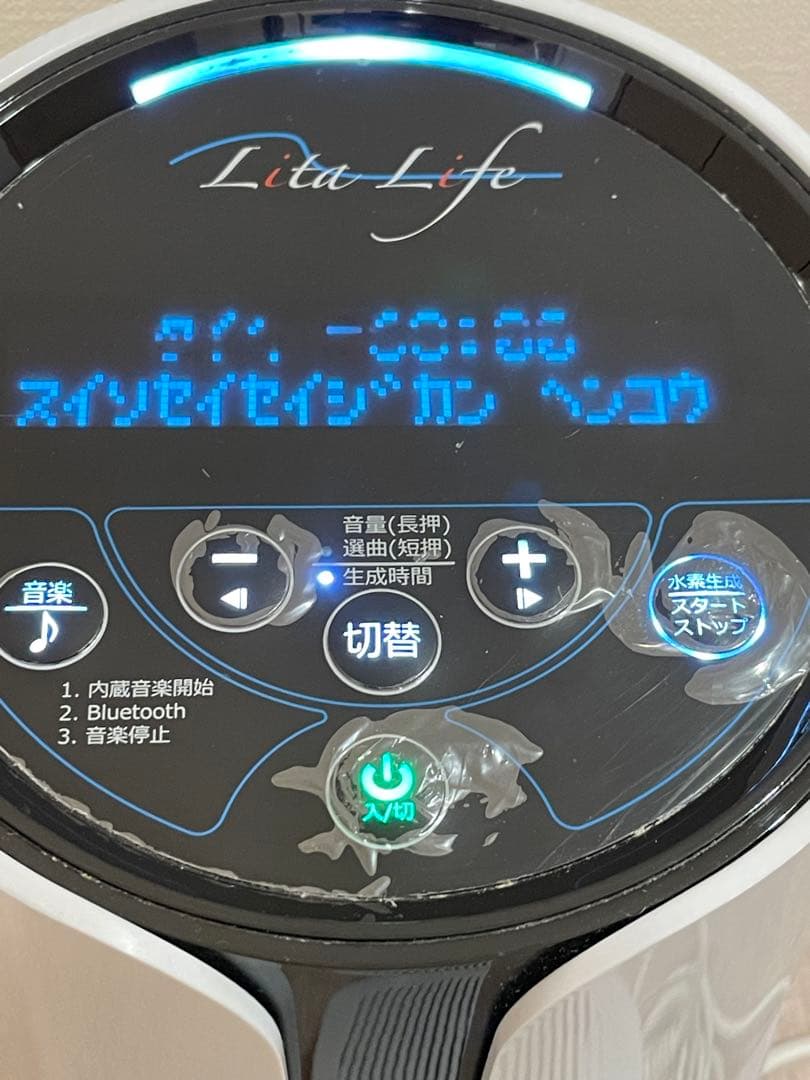 Lita Life
スイソセイセイジカン ヘンコウ
音量(長押)
選曲(短押)
生成時間
音楽
切替
水素生成
スタート
ストップ
1. 内蔵音楽開始
2. Bluetooth
3. 音楽停止
入/切